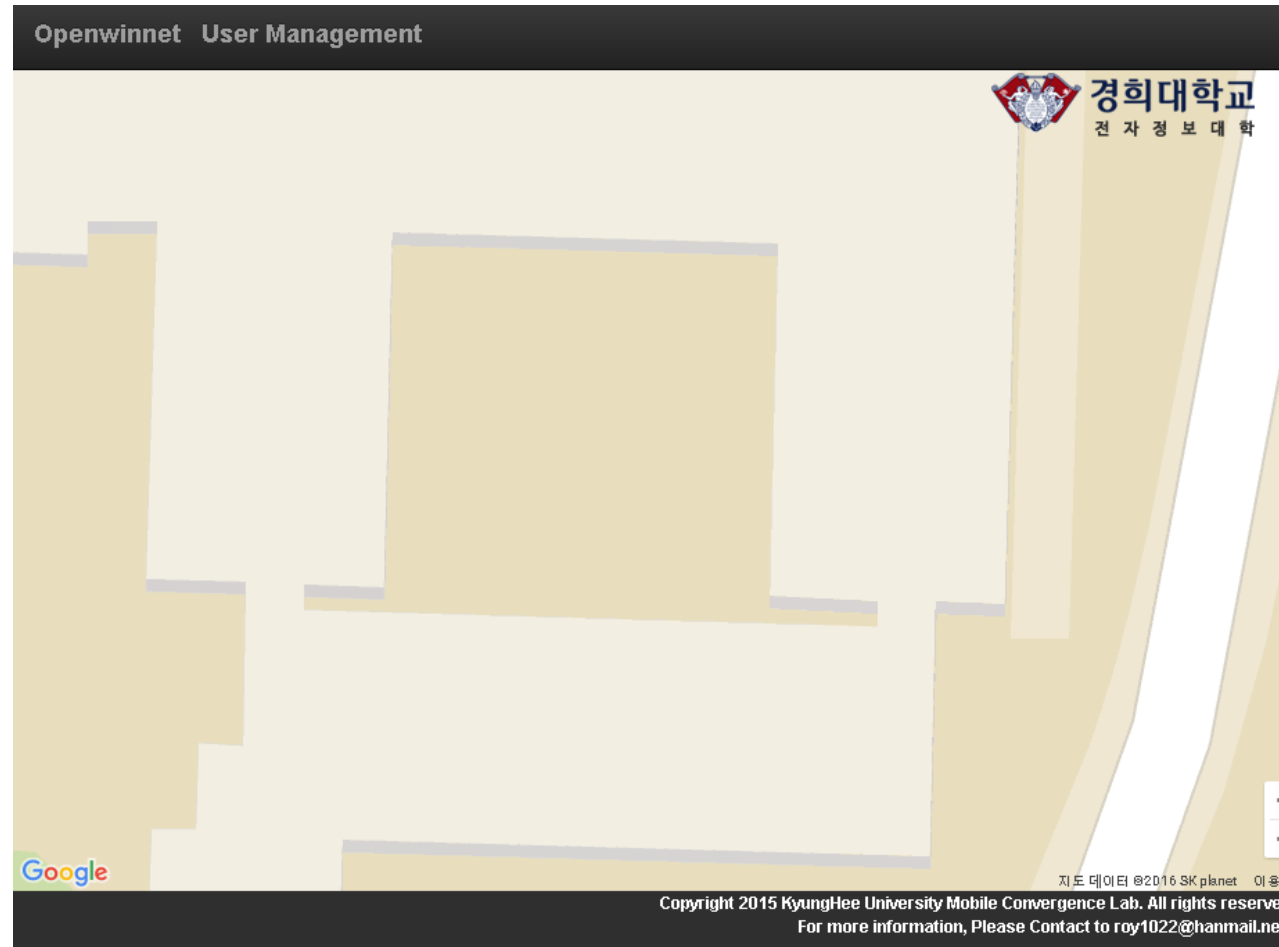 Openwinnet User Management
경희대학교
전자정보대학
Google
지도 데이터 ©2016 SK planet
Copyright 2015 KyungHee University Mobile Convergence Lab. All rights reserve
For more information, Please Contact to roy1022@hanmail.ne